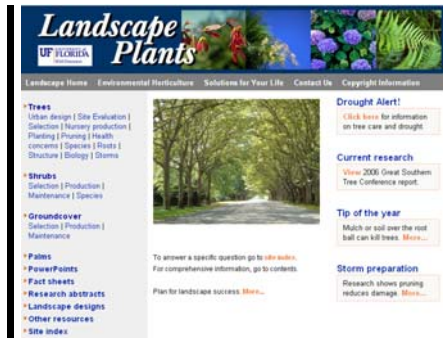 Landscape
Plants
UF UNIVERSITY of FLORIDA
Landscape Home Environmental Horticulture Solutions for Your Life Contact Us Copyright Information
Trees
Urban design | Site Evaluation |
Selection | Nursery production |
Planting | Pruning | Health
concerns | Species | Roots |
Structure | Biology | Storms
Shrubs
Selection | Production |
Maintenance | Species
Groundcover
Selection | Production |
Maintenance
Palms
PowerPoints
Fact sheets
Research abstracts
Landscape designs
Other resources
Site index
To answer a specific question go to site index.
For comprehensive information, go to contents.
Plan for landscape success. More...
Drought Alert!
Click here for information
on tree care and drought.
Current research
View 2006 Great Southern
Tree Conference report.
Tip of the year
Mulch or soil over the root
ball can kill trees. More...
Storm preparation
Research shows pruning
reduces damage. More...